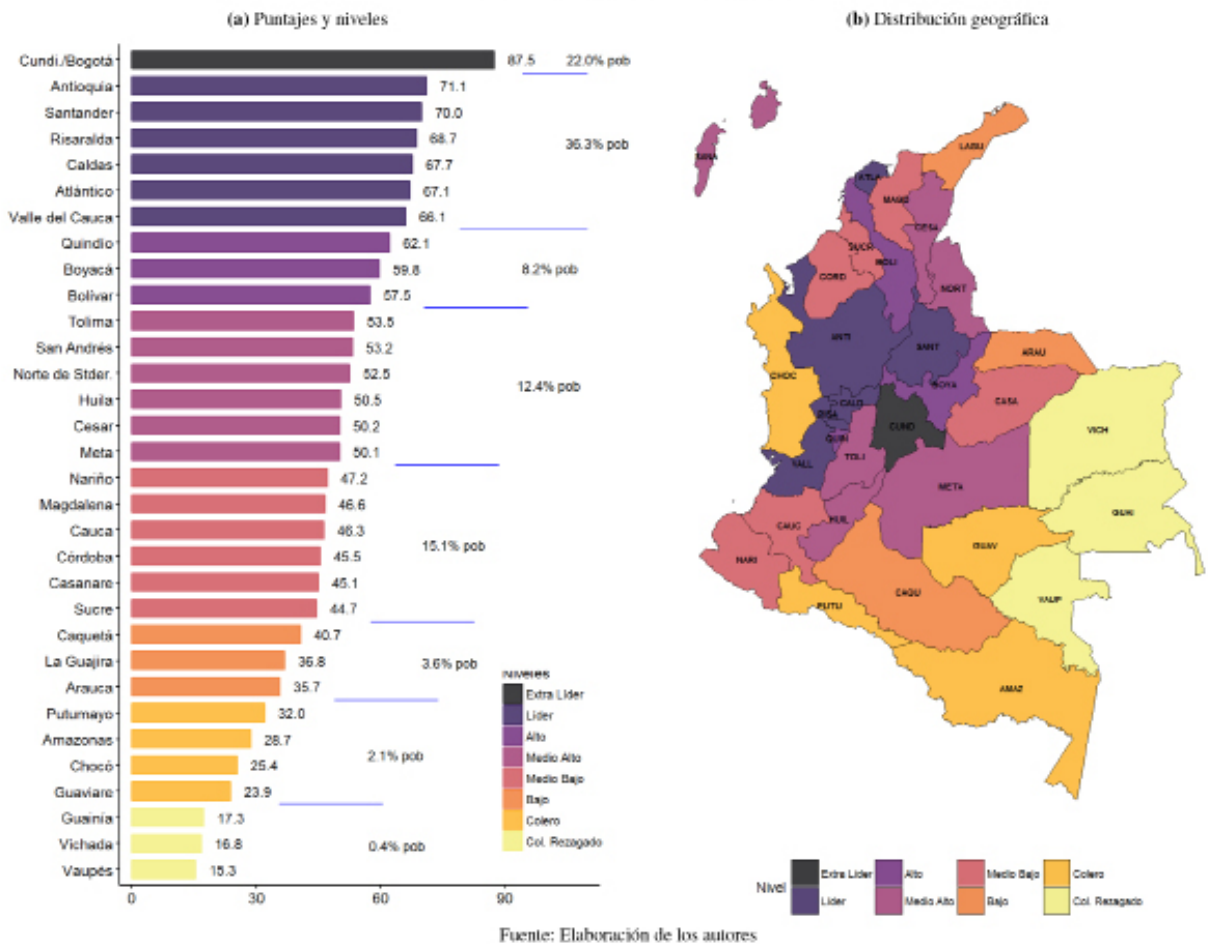 (a) Puntajes y niveles
Cundi./Bogotá 87.5 22.0% pob
Antioquia 71.1
Santander 70.0
Risaralda 68.7
36.3% pob
Caldas 67.7
Atlántico 67.1
Valle del Cauca 66.1
Quindío 62.1
Boyacá 59.8 8.2% pob
Bolívar 57.5
Tolima 53.5
San Andrés 53.2
Norte de Stder. 52.5
12.4% pob
Huila 50.5
Cesar 50.2
Meta 50.1
Nariño 47.2
Magdalena 46.6
Cauca 46.3
15.1% pob
Córdoba 45.5
Casanare 45.1
Sucre 44.7
Caquetá 40.7
La Guajira 36.8 3.6% pob
Arauca 35.7
Putumayo 32.0
Amazonas 28.7
2.1% pob
Chocó 25.4
Guaviare 23.9
Guainía 17.3
Vichada 16.8 0.4% pob
Vaupés 15.3
0 30 60 90
Niveles
Extra Líder
Líder
Alto
Medio Alto
Medio Bajo
Bajo
Colero
Col. Rezagado
(b) Distribución geográfica
LAGU
SANA
ATLA
MAGD
CESA
SUCR
BOLI
CORD
NORT
ANTI
SANT
ARAU
CHOC
BOYA
CASA
CALD
RISA
CUND
VICH
QUIN
TOLI
VALL
META
GUAI
CAUC
HUIL
GUAV
NARI
CAQU
VAUP
PUTU
AMAZ
Nivel
Extra Líder Alto Medio Bajo Colero
Líder Medio Alto Bajo Col. Rezagado
Fuente: Elaboración de los autores